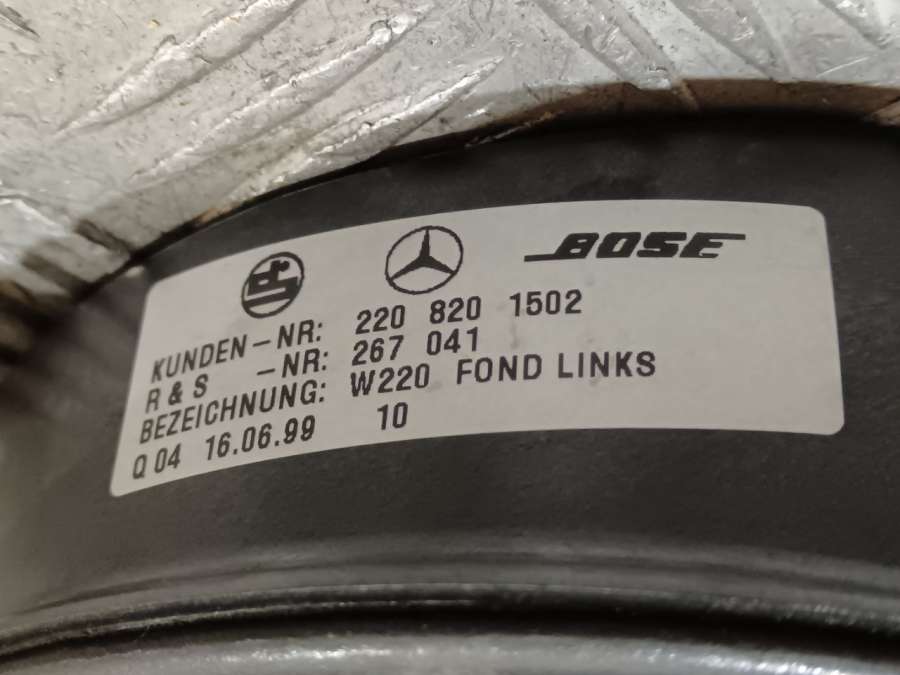 BOSE
KUNDEN-NR: 220 820 1502
R & S -NR: 267 041
BEZEICHNUNG: W220 FOND LINKS
Q 04 16.06.99 10